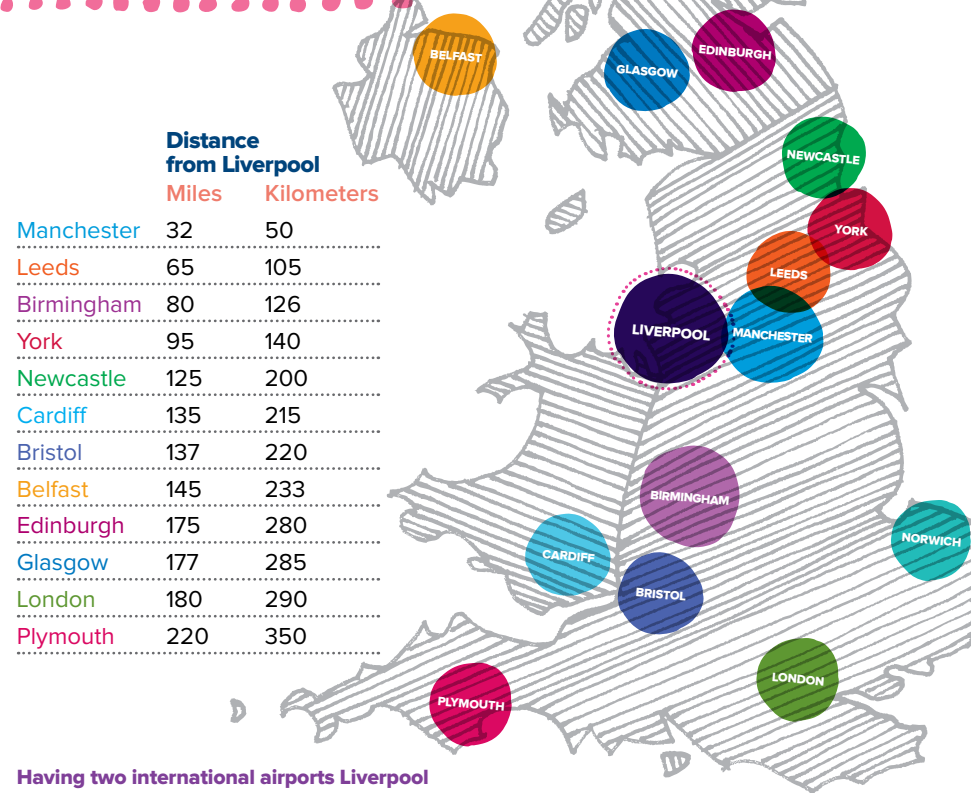 Distance
from Liverpool
Miles Kilometers
Manchester 32 50
Leeds 65 105
Birmingham 80 126
York 95 140
Newcastle 125 200
Cardiff 135 215
Bristol 137 220
Belfast 145 233
Edinburgh 175 280
Glasgow 177 285
London 180 290
Plymouth 220 350
BELFAST
GLASGOW
EDINBURGH
NEWCASTLE
YORK
LEEDS
LIVERPOOL
MANCHESTER
BIRMINGHAM
NORWICH
CARDIFF
BRISTOL
LONDON
PLYMOUTH
Having two international airports Liverpool